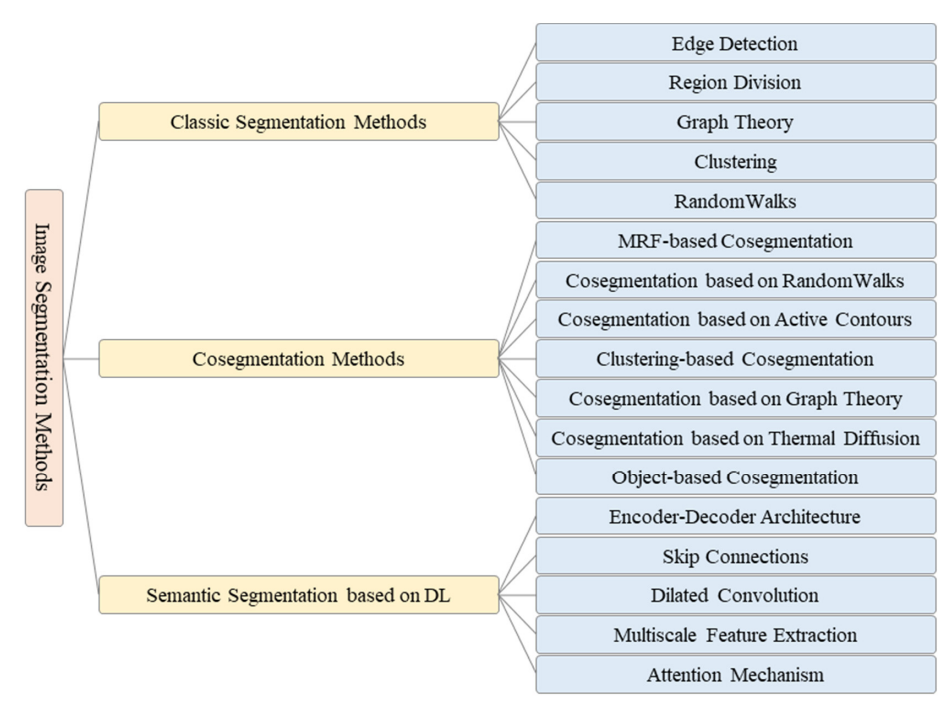 Image Segmentation Methods
Classic Segmentation Methods
Edge Detection
Region Division
Graph Theory
Clustering
RandomWalks
Cosegmentation Methods
MRF-based Cosegmentation
Cosegmentation based on RandomWalks
Cosegmentation based on Active Contours
Clustering-based Cosegmentation
Cosegmentation based on Graph Theory
Cosegmentation based on Thermal Diffusion
Object-based Cosegmentation
Semantic Segmentation based on DL
Encoder-Decoder Architecture
Skip Connections
Dilated Convolution
Multiscale Feature Extraction
Attention Mechanism